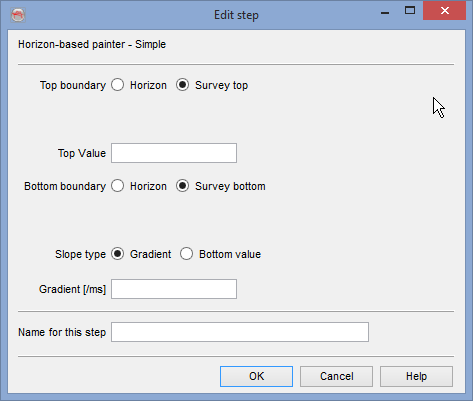 Edit step
Horizon-based painter - Simple
Top boundary Horizon Survey top
Top Value
Bottom boundary Horizon Survey bottom
Slope type Gradient Bottom value
Gradient [/ms]
Name for this step
OK Cancel Help